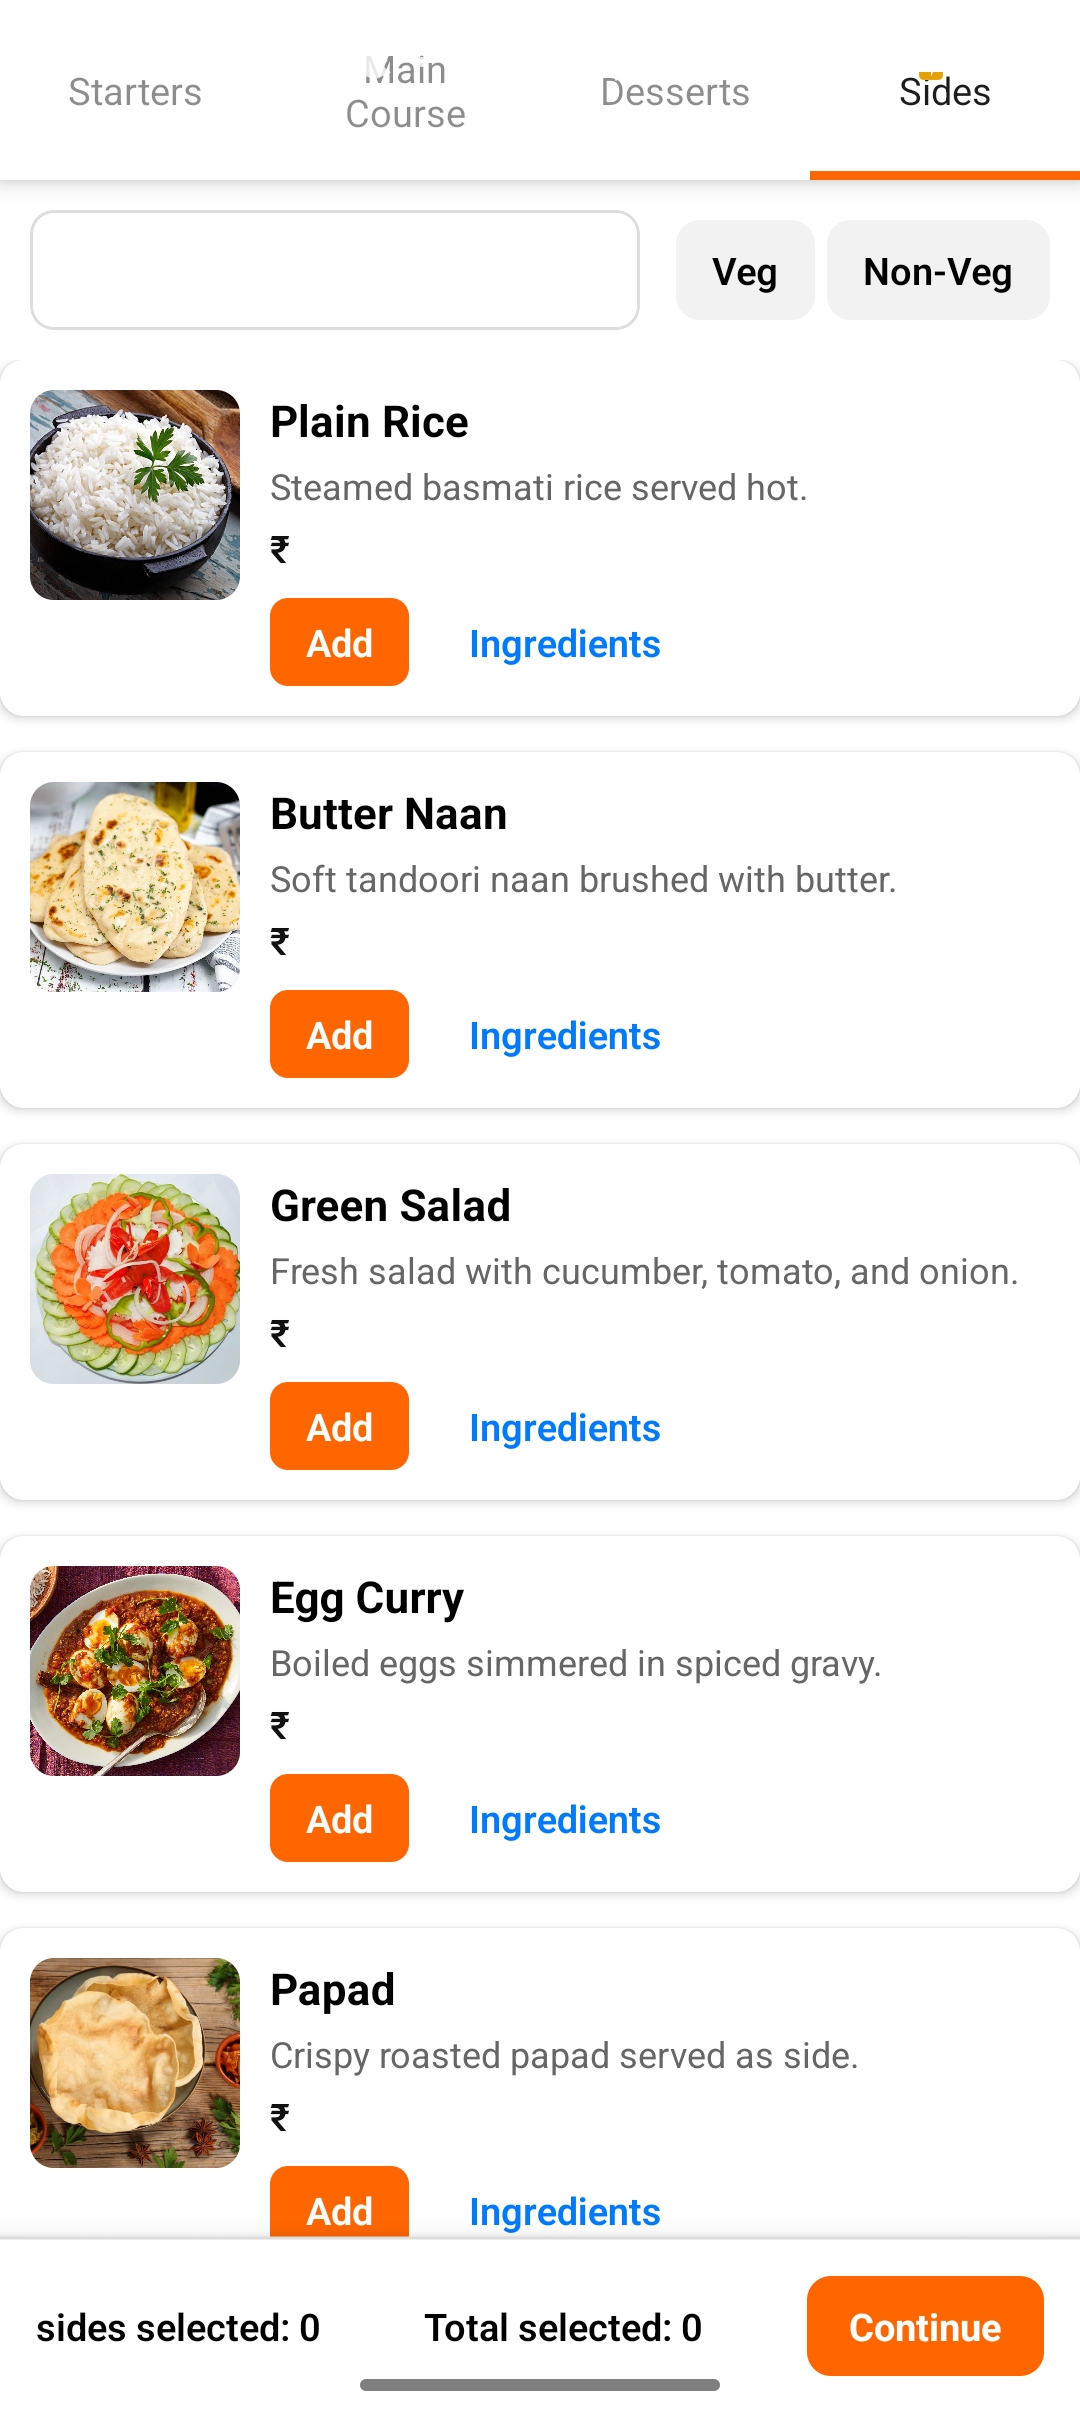 Starters
Main
Course
Desserts
Sides
Veg
Non-Veg
Plain Rice
Steamed basmati rice served hot.
₹
Add
Ingredients
Butter Naan
Soft tandoori naan brushed with butter.
₹
Add
Ingredients
Green Salad
Fresh salad with cucumber, tomato, and onion.
₹
Add
Ingredients
Egg Curry
Boiled eggs simmered in spiced gravy.
₹
Add
Ingredients
Papad
Crispy roasted papad served as side.
₹
Add
Ingredients
sides selected: 0
Total selected: 0
Continue